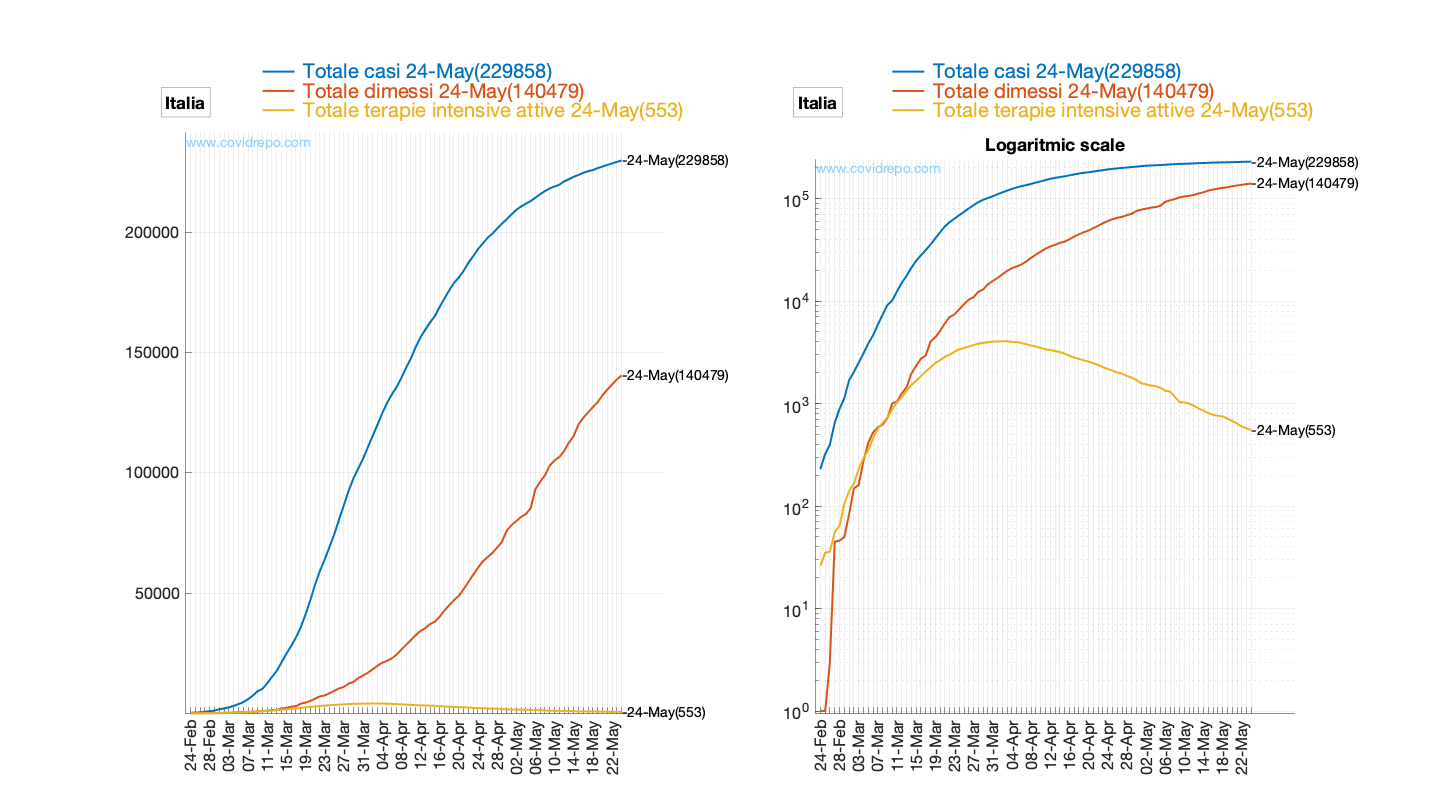 Totale casi 24-May(229858)
Totale dimessi 24-May(140479)
Totale terapie intensive attive 24-May(553)
Italia
www.covidrepo.com
24-May(229858)
24-May(140479)
24-May(553)
200000
150000
100000
50000
24-Feb
28-Feb
03-Mar
07-Mar
11-Mar
15-Mar
19-Mar
23-Mar
27-Mar
31-Mar
04-Apr
08-Apr
12-Apr
16-Apr
20-Apr
24-Apr
28-Apr
02-May
06-May
10-May
14-May
18-May
22-May
Totale casi 24-May(229858)
Totale dimessi 24-May(140479)
Totale terapie intensive attive 24-May(553)
Italia
Logaritmic scale
www.covidrepo.com
24-May(229858)
24-May(140479)
24-May(553)
10^5
10^4
10^3
10^2
10^1
10^0
24-Feb
28-Feb
03-Mar
07-Mar
11-Mar
15-Mar
19-Mar
23-Mar
27-Mar
31-Mar
04-Apr
08-Apr
12-Apr
16-Apr
20-Apr
24-Apr
28-Apr
02-May
06-May
10-May
14-May
18-May
22-May